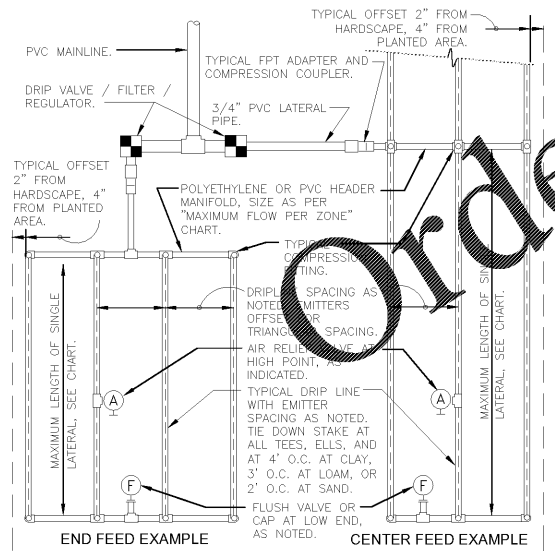 TYPICAL OFFSET 2" FROM
HARDSCAPE, 4" FROM
PLANTED AREA.
PVC MAINLINE.
TYPICAL FPT ADAPTER AND
COMPRESSION COUPLER.
DRIP VALVE / FILTER /
REGULATOR.
3/4" PVC LATERAL
PIPE.
TYPICAL OFFSET
2" FROM
HARDSCAPE, 4"
FROM PLANTED
AREA.
POLYETHYLENE OR PVC HEADER
MANIFOLD, SIZE AS PER
"MAXIMUM FLOW PER ZONE"
CHART.
TYPICAL
COMPRESSION
FITTING.
SPACING AS
NOTED. EMITTERS
OFFSET FOR
TRIANGULAR SPACING.
AIR RELIEF VALVE AT
HIGH POINT, AS
INDICATED.
TYPICAL DRIP LINE
WITH EMITTER
SPACING AS NOTED.
TIE DOWN STAKE AT
ALL TEES, ELLS, AND
AT 4' O.C. AT CLAY,
3' O.C. AT LOAM, OR
2' O.C. AT SAND.
FLUSH VALVE OR
CAP AT LOW END,
AS NOTED.
MAXIMUM LENGTH OF SINGLE
LATERAL, SEE CHART.
MAXIMUM LENGTH OF SINGLE
LATERAL, SEE CHART.
A
A
F
F
END FEED EXAMPLE
CENTER FEED EXAMPLE
Orde